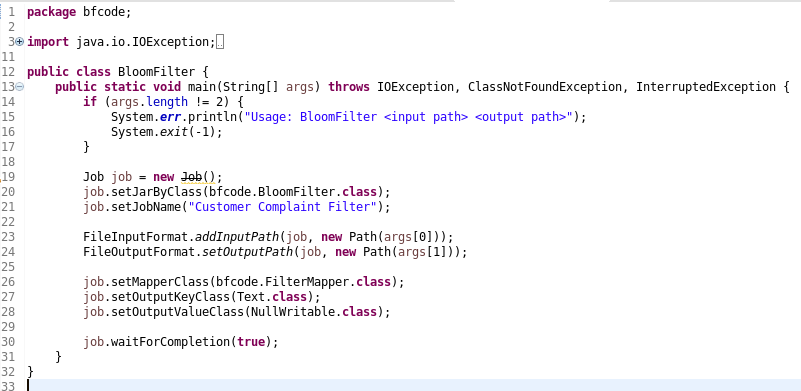 1 package bfcode;
2
3 import java.io.IOException;
11
12 public class BloomFilter {
13 public static void main(String[] args) throws IOException, ClassNotFoundException, InterruptedException {
14 if (args.length != 2) {
15 System.err.println("Usage: BloomFilter <input path> <output path>");
16 System.exit(-1);
17 }
18
19 Job job = new Job();
20 job.setJarByClass(bfcode.BloomFilter.class);
21 job.setJobName("Customer Complaint Filter");
22
23 FileInputFormat.addInputPath(job, new Path(args[0]));
24 FileOutputFormat.setOutputPath(job, new Path(args[1]));
25
26 job.setMapperClass(bfcode.FilterMapper.class);
27 job.setOutputKeyClass(Text.class);
28 job.setOutputValueClass(NullWritable.class);
29
30 job.waitForCompletion(true);
31 }
32 }
33